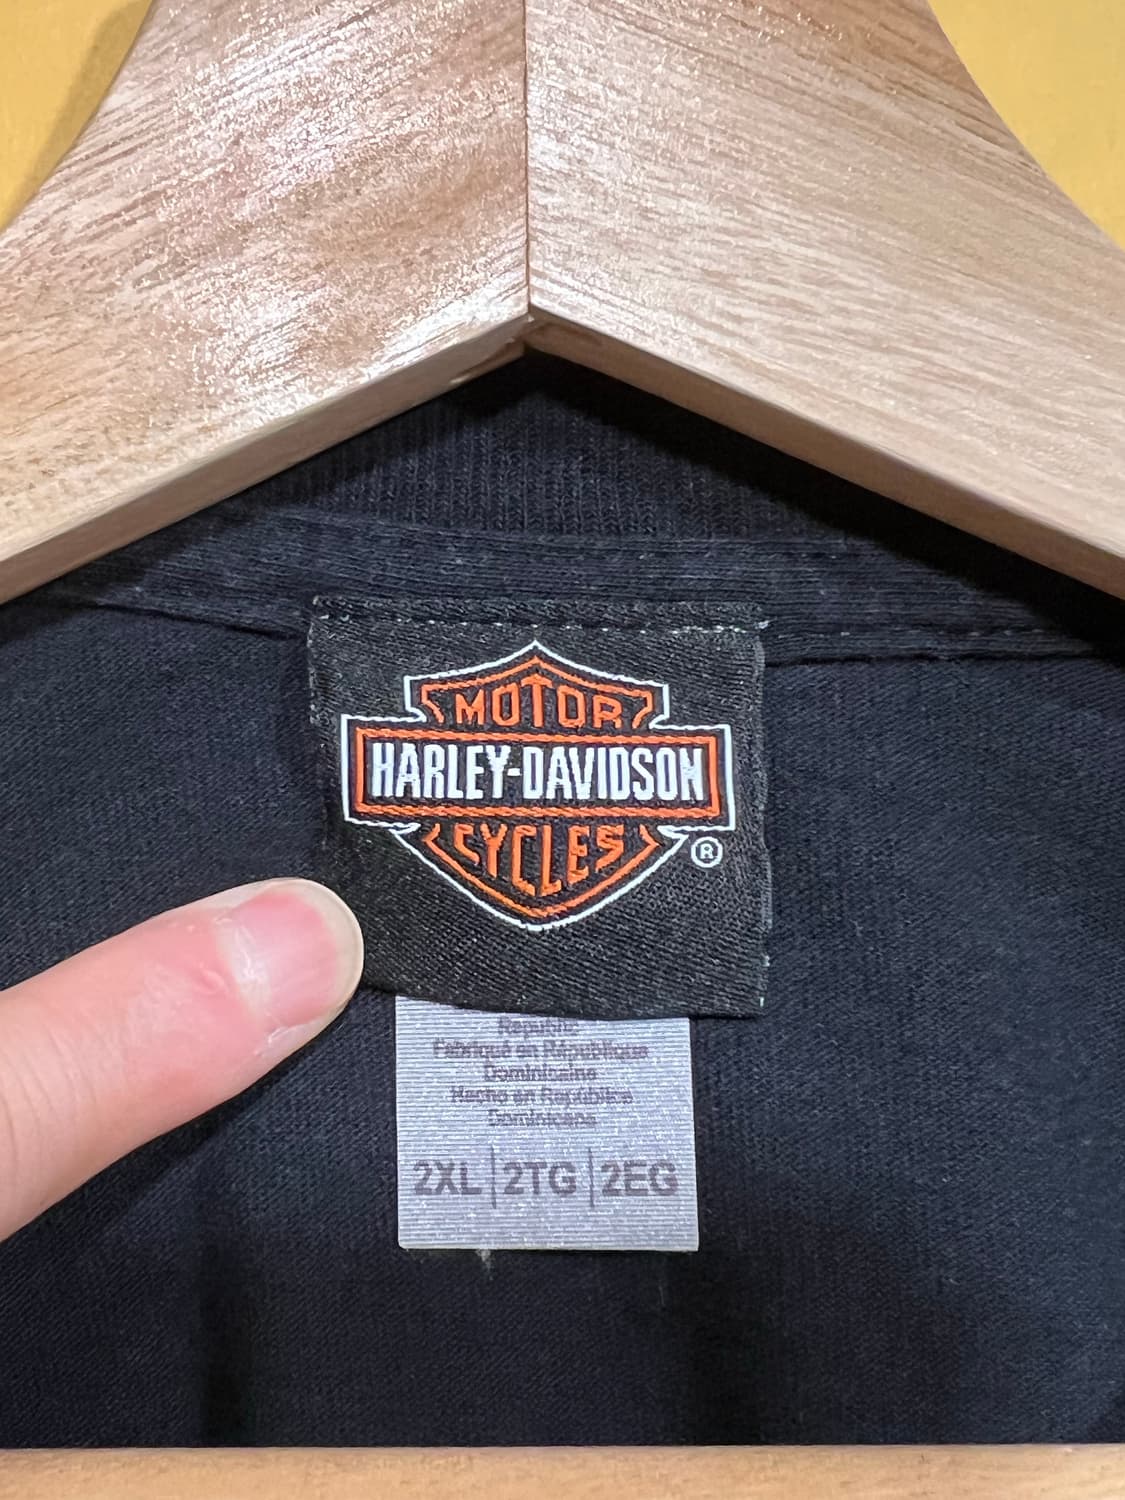 MOTOR
HARLEY-DAVIDSON
CYCLES
®
Republic
Fabriqué en République
Dominicaine
Hecho en República
Dominicana
2XL | 2TG | 2EG